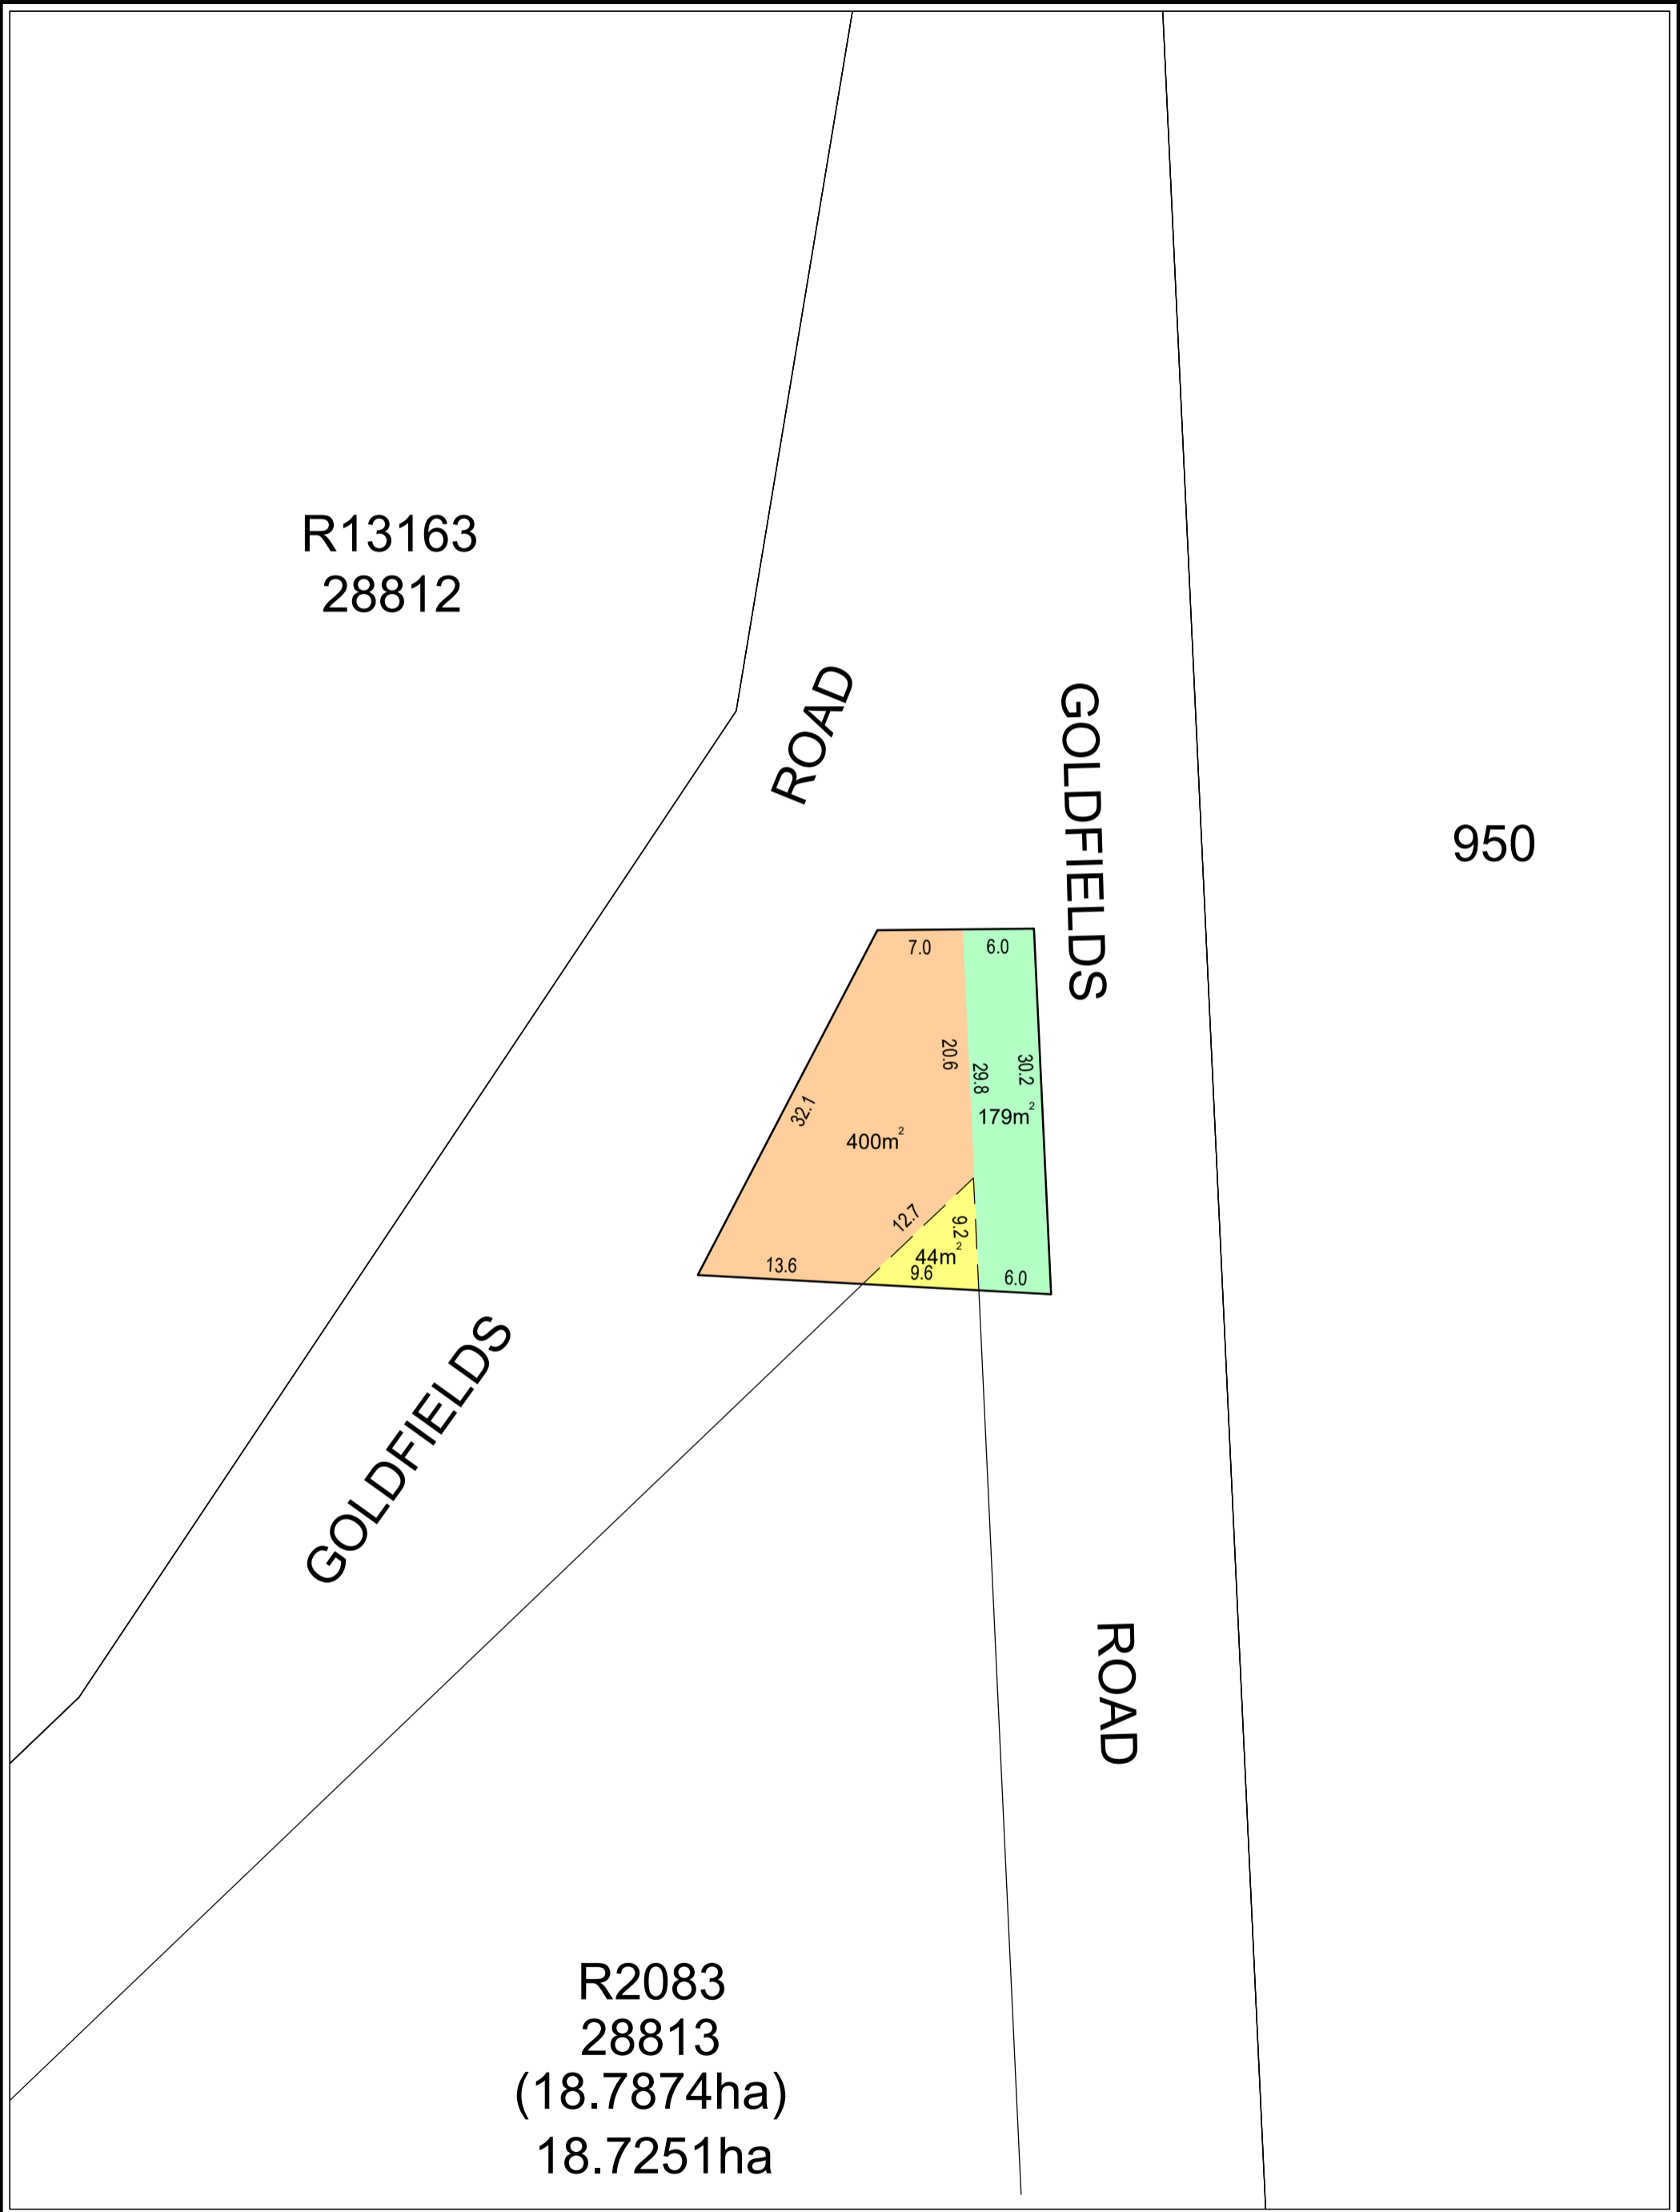 R13163
28812
ROAD
GOLDFIELDS
950
7.0
6.0
20.6
29.8
30.2
32.1
179m²
400m²
12.7
9.2
44m²
13.6
9.6
6.0
GOLDFIELDS
ROAD
R2083
28813
(18.7874ha)
18.7251ha